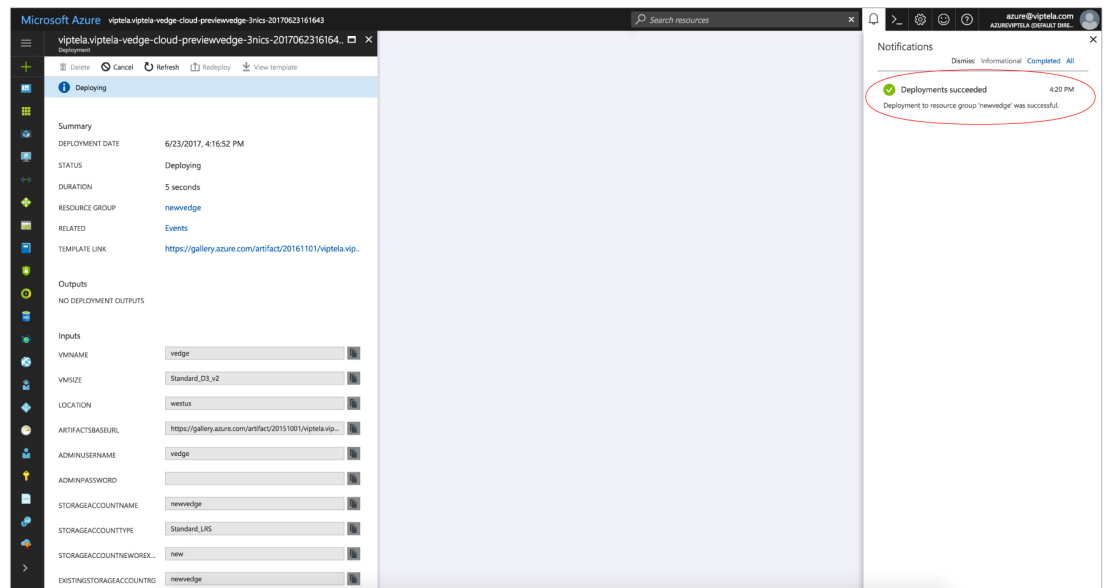 Microsoft Azure viptela.viptela-vedge-cloud-previewvedge-3nics-20170623161643
Search resources
azure@viptela.com
AZUREVIPTELA (DEFAULT DIRE...
viptela.viptela-vedge-cloud-previewvedge-3nics-2017062316164..
Deployment
Delete Cancel Refresh Redeploy View template
Deploying
Summary
DEPLOYMENT DATE 6/23/2017, 4:16:52 PM
STATUS Deploying
DURATION 5 seconds
RESOURCE GROUP newvedge
RELATED Events
TEMPLATE LINK https://gallery.azure.com/artifact/20161101/viptela.vip..
Outputs
NO DEPLOYMENT OUTPUTS
Inputs
VMNAME vedge
VMSIZE Standard_D3_v2
LOCATION westus
ARTIFACTSBASEURL https://gallery.azure.com/artifact/20151001/viptela.vip...
ADMINUSERNAME vedge
ADMINPASSWORD
STORAGEACCOUNTNAME newvedge
STORAGEACCOUNTTYPE Standard_LRS
STORAGEACCOUNTNEWOREX... new
EXISTINGSTORAGEACCOUNTRG newvedge
Notifications
Dismiss: Informational Completed All
Deployments succeeded 4:20 PM
Deployment to resource group 'newvedge' was successful.